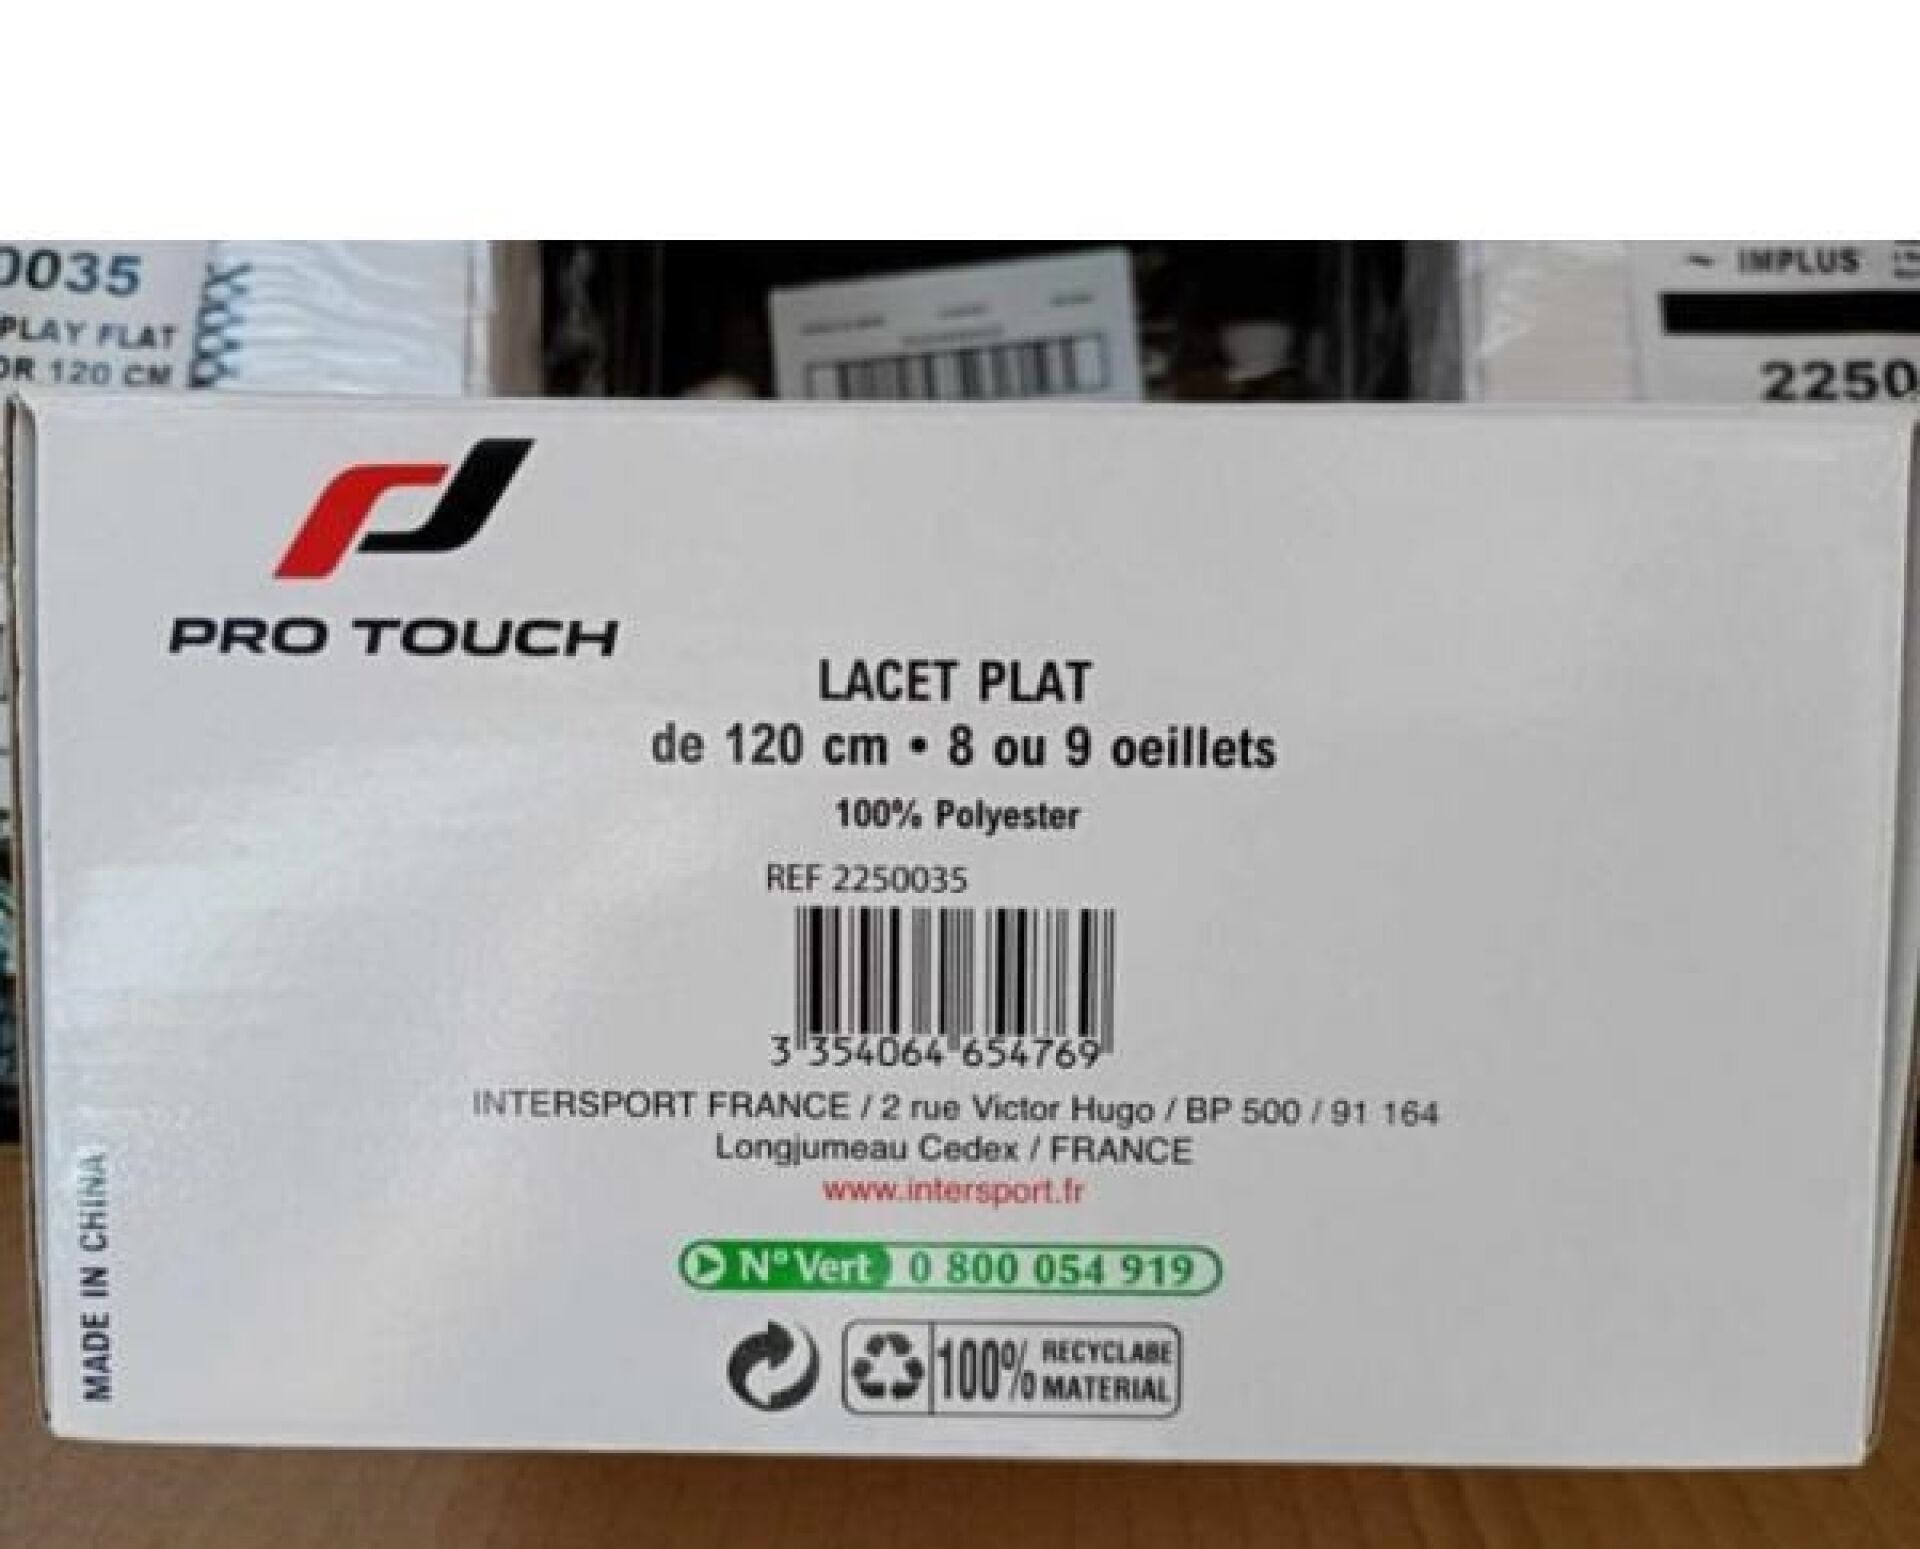 0035
PLAY FLAT
OR 120 CM
~ IMPLUS
2250
PRO TOUCH
LACET PLAT
de 120 cm • 8 ou 9 oeillets
100% Polyester
REF 2250035
3 354064 654769
INTERSPORT FRANCE / 2 rue Victor Hugo / BP 500 / 91 164
Longjumeau Cedex / FRANCE
www.intersport.fr
N° Vert 0 800 054 919
100% RECYCLABE
MATERIAL
MADE IN CHINA